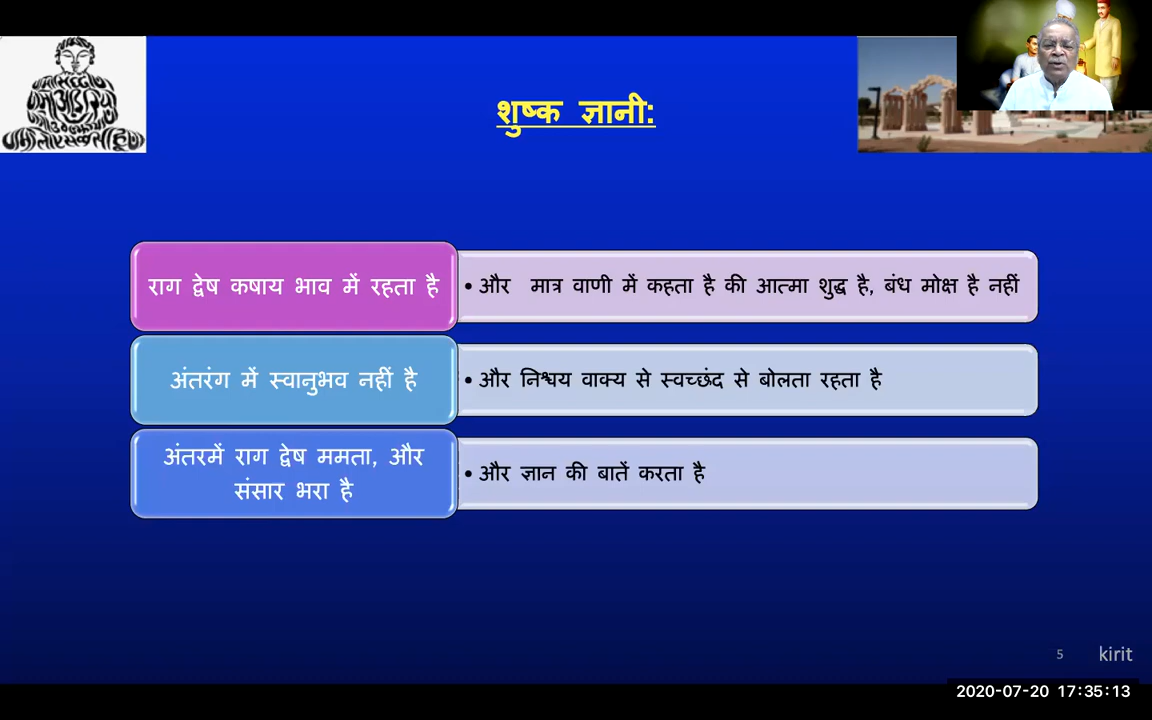 शुष्क ज्ञानी:
राग द्वेष कषाय भाव में रहता है
• और मात्र वाणी में कहता है की आत्मा शुद्ध है, बंध मोक्ष है नहीं
अंतरंग में स्वानुभव नहीं है
• और निश्चय वाक्य से स्वच्छंद से बोलता रहता है
अंतरमें राग द्वेष ममता, और
संसार भरा है
• और ज्ञान की बातें करता है
5
kirit
2020-07-20 17:35:13